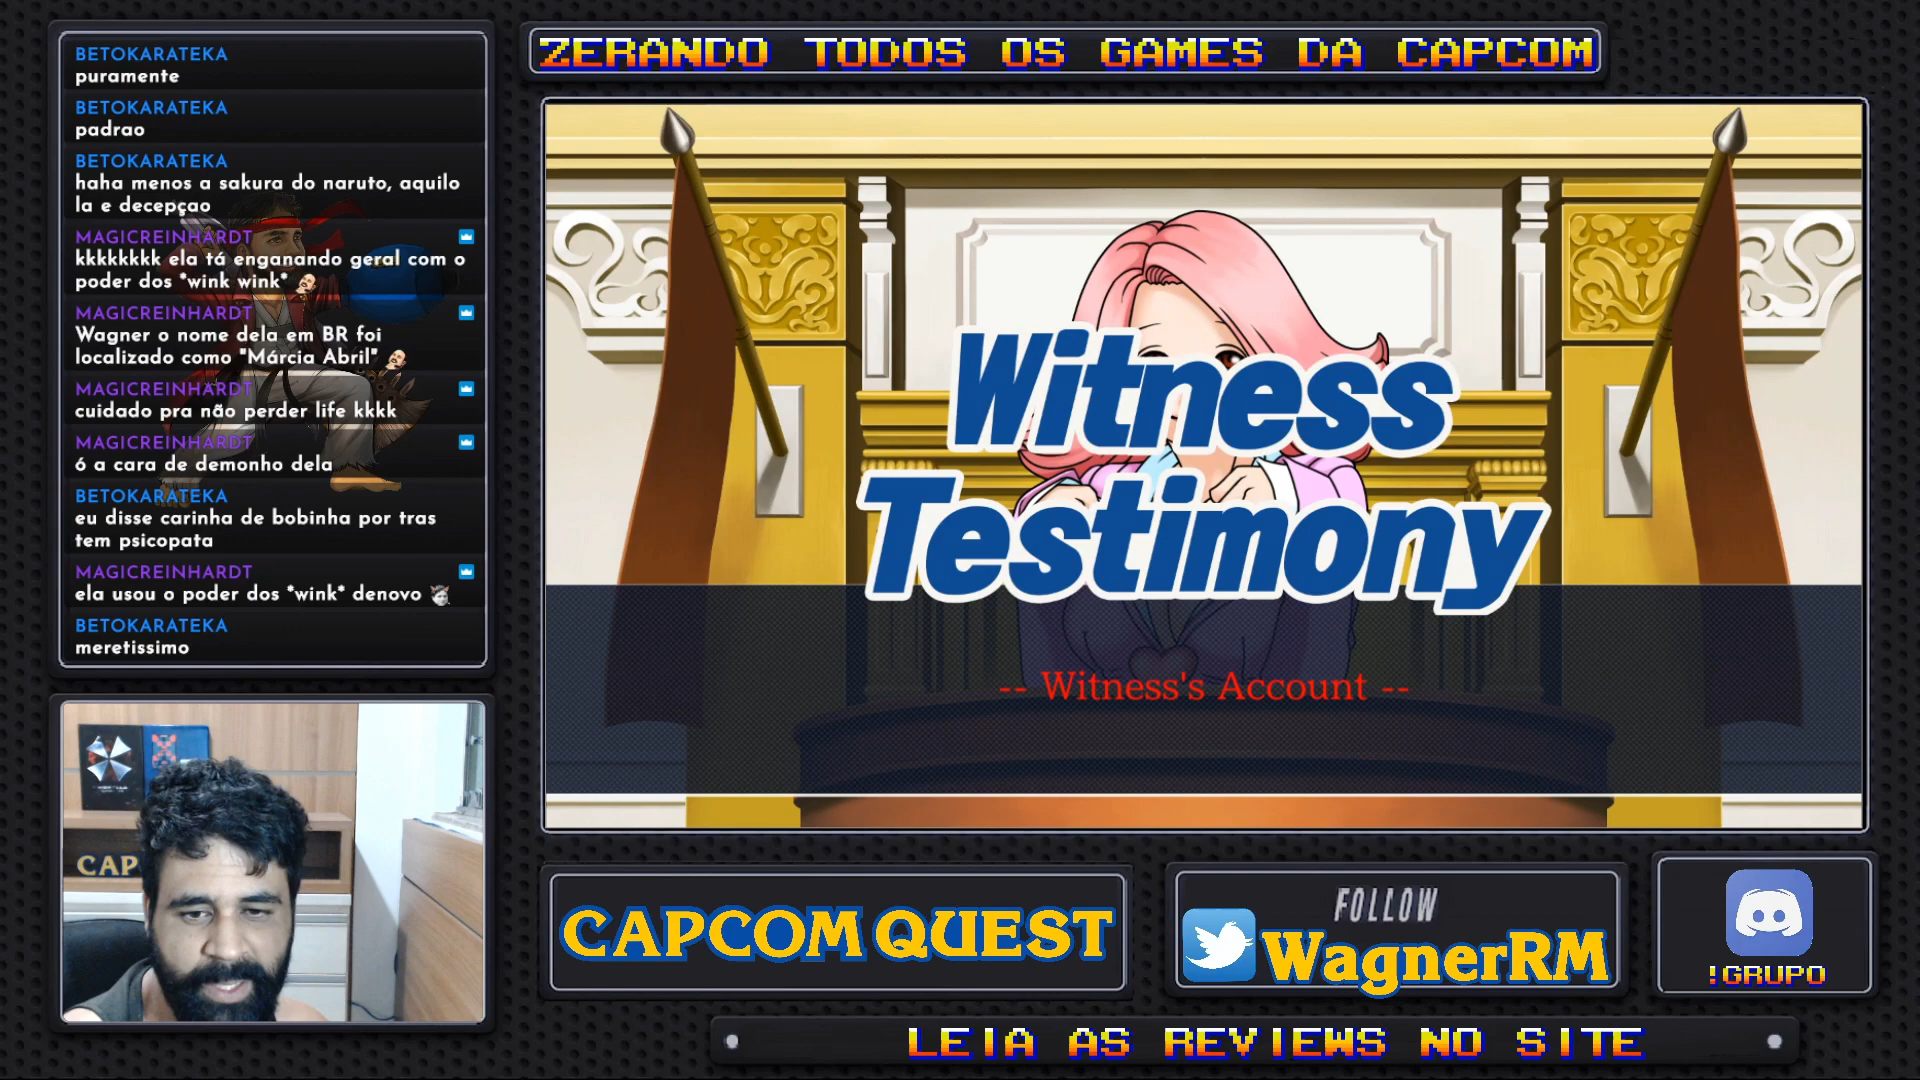 BETOKARATEKA
puramente
BETOKARATEKA
padrao
BETOKARATEKA
haha menos a sakura do naruto, aquilo
la e decepçao
MAGICREINHARDT
kkkkkkkk ela tá enganando geral com o
poder dos *wink wink*
MAGICREINHARDT
Wagner o nome dela em BR foi
localizado como "Márcia Abril"
MAGICREINHARDT
cuidado pra não perder life kkkk
MAGICREINHARDT
ó a cara de demonho dela
BETOKARATEKA
eu disse carinha de bobinha por tras
tem psicopata
MAGICREINHARDT
ela usou o poder dos *wink* denovo
BETOKARATEKA
meretissimo
CAP
ZERANDO TODOS OS GAMES DA CAPCOM
Witness
Testimony
-- Witness's Account --
CAPCOM QUEST
FOLLOW
WagnerRM
!GRUPO
LEIA AS REVIEWS NO SITE